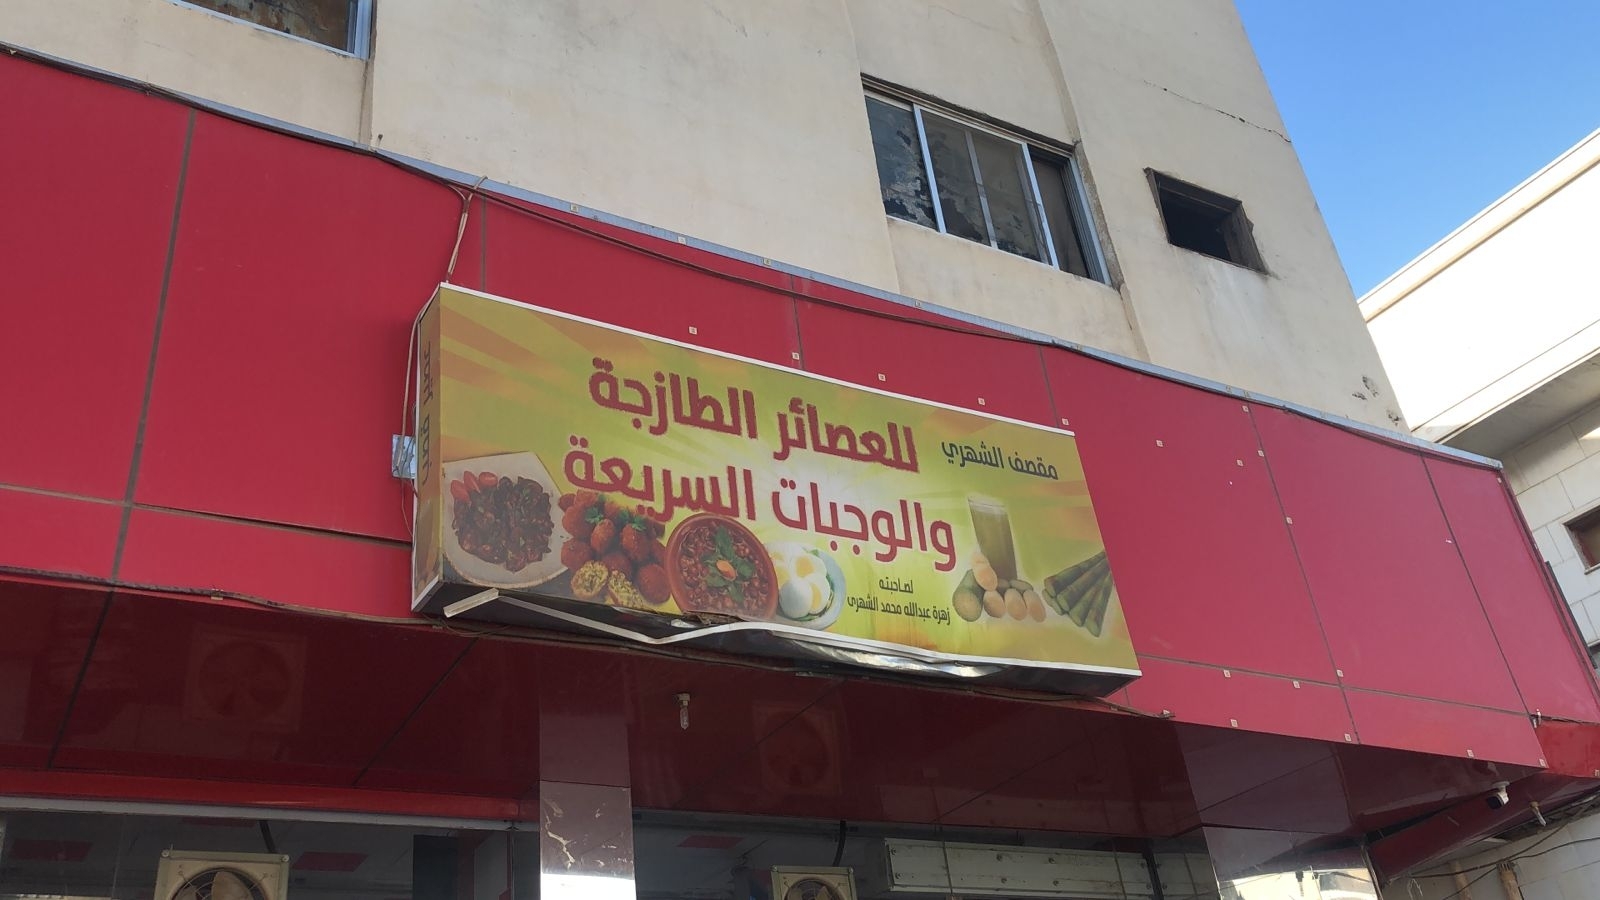 مقصف الشهري
للعصائر الطازجة
والوجبات السريعة
لصاحبته
زهرة عبدالله محمد الشهري